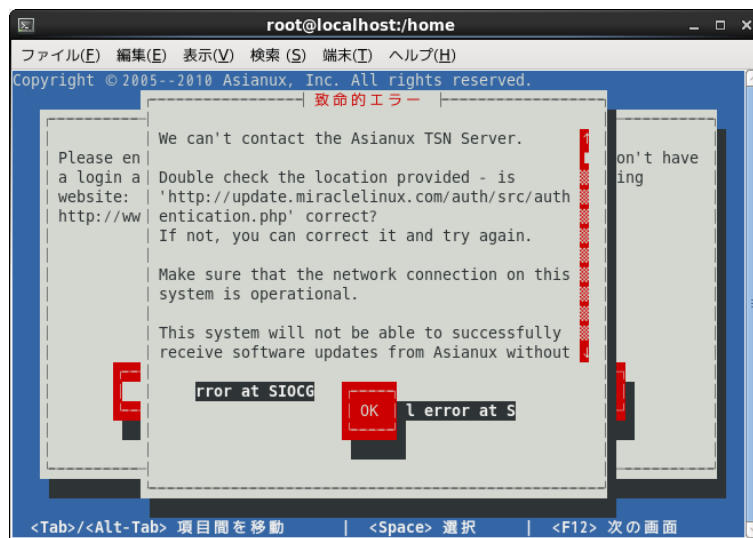 root@localhost:/home
ファイル(F) 編集(E) 表示(V) 検索 (S) 端末(T) ヘルプ(H)
Copyright © 2005--2010 Asianux, Inc. All rights reserved.
致命的エラー
We can't contact the Asianux TSN Server.
Please en
on't have
a login a
Double check the location provided - is
ing
website:
'http://update.miraclelinux.com/auth/src/auth
http://ww
entication.php' correct?
If not, you can correct it and try again.
Make sure that the network connection on this
system is operational.
This system will not be able to successfully
receive software updates from Asianux without
rror at SIOCG
OK
l error at S
<Tab>/<Alt-Tab> 項目間を移動 | <Space> 選択 | <F12> 次の画面